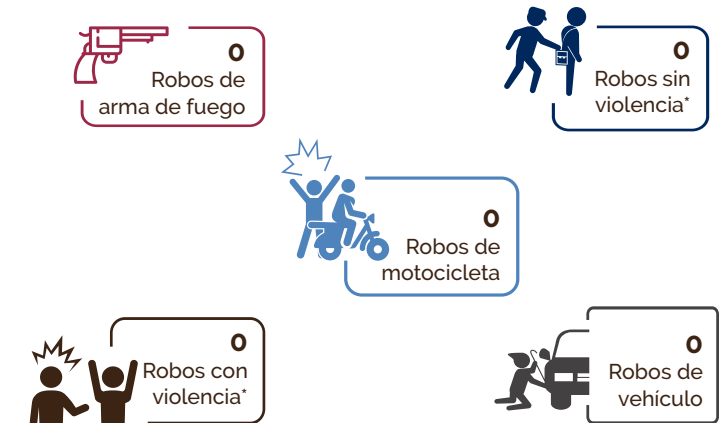 0
Robos de
arma de fuego
0
Robos sin
violencia*
0
Robos de
motocicleta
0
Robos con
violencia*
0
Robos de
vehículo